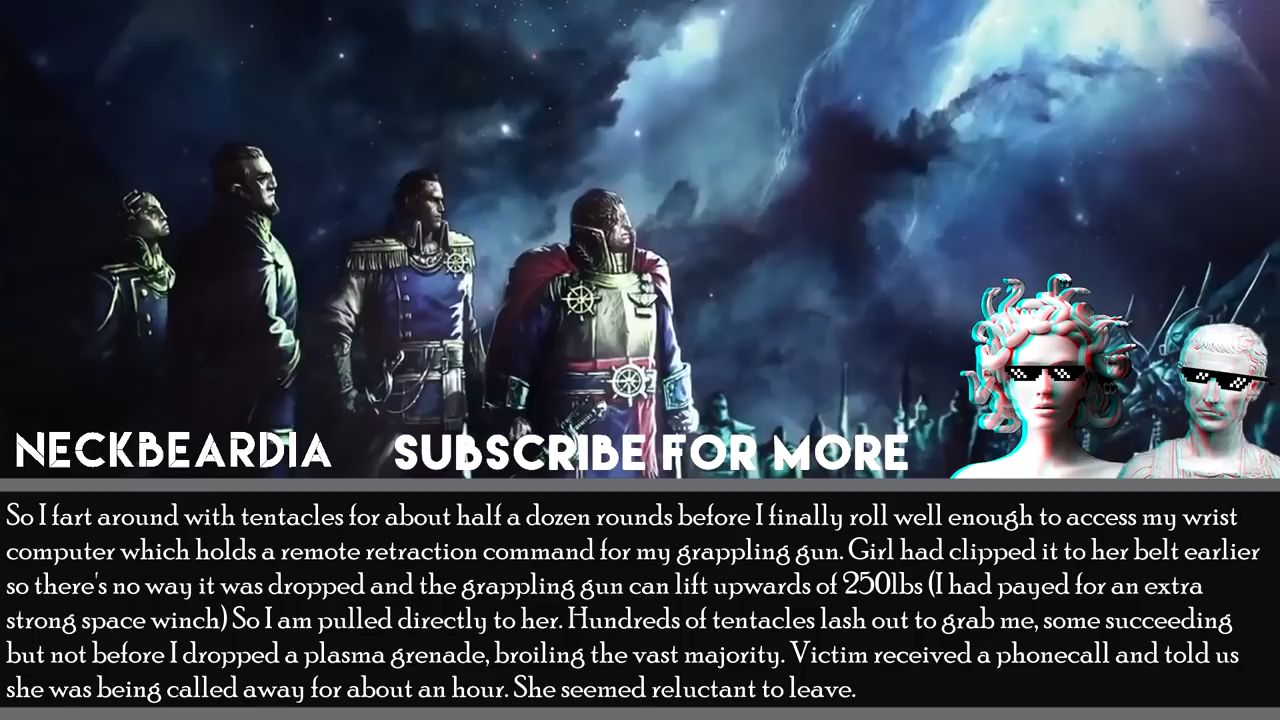 NECKBEARDIA
SUBSCRIBE FOR MORE
So I fart around with tentacles for about half a dozen rounds before I finally roll well enough to access my wrist
computer which holds a remote retraction command for my grappling gun. Girl had clipped it to her belt earlier
so there's no way it was dropped and the grappling gun can lift upwards of 250lbs (I had payed for an extra
strong space winch) So I am pulled directly to her. Hundreds of tentacles lash out to grab me, some succeeding
but not before I dropped a plasma grenade, broiling the vast majority. Victim received a phonecall and told us
she was being called away for about an hour. She seemed reluctant to leave.